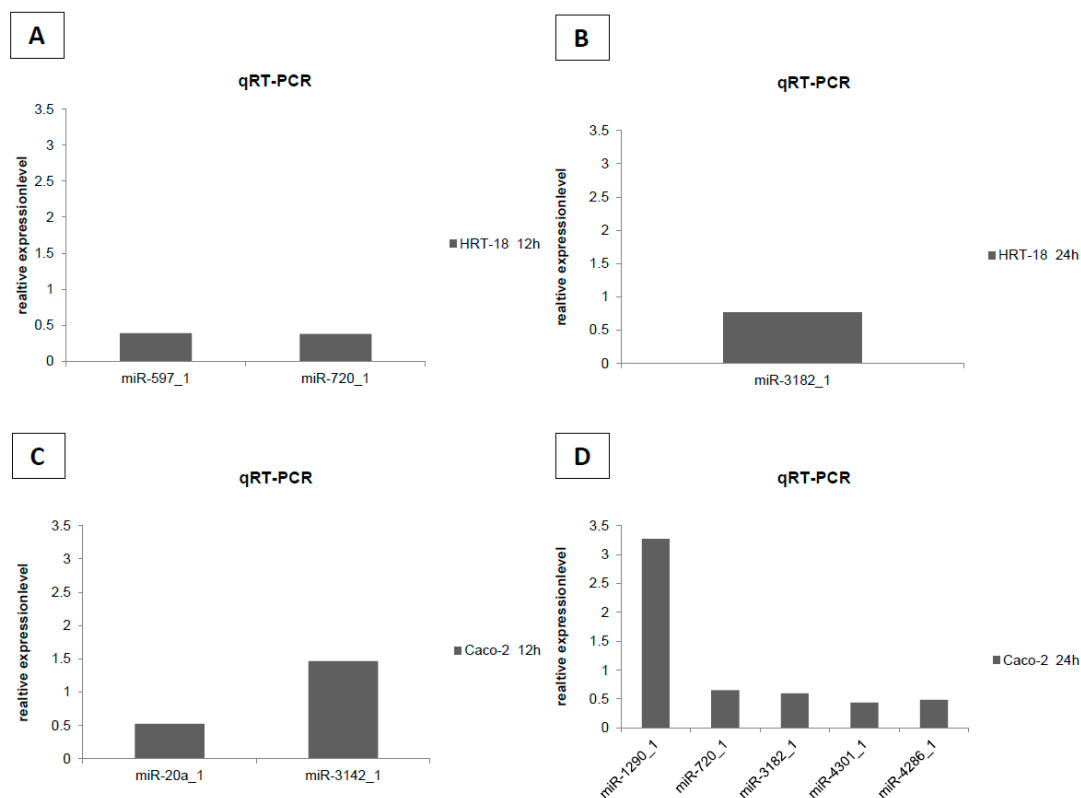 A
qRT-PCR
realtive expressionlevel
3.5
3
2.5
2
1.5
1
0.5
0
miR-597_1 miR-720_1
HRT-18 12h
B
qRT-PCR
realtive expressionlevel
3.5
3
2.5
2
1.5
1
0.5
0
miR-3182_1
HRT-18 24h
C
qRT-PCR
realtive expressionlevel
3.5
3
2.5
2
1.5
1
0.5
0
miR-20a_1 miR-3142_1
Caco-2 12h
D
qRT-PCR
realtive expressionlevel
3.5
3
2.5
2
1.5
1
0.5
0
miR-1290_1 miR-720_1 miR-3182_1 miR-4301_1 miR-4286_1
Caco-2 24h